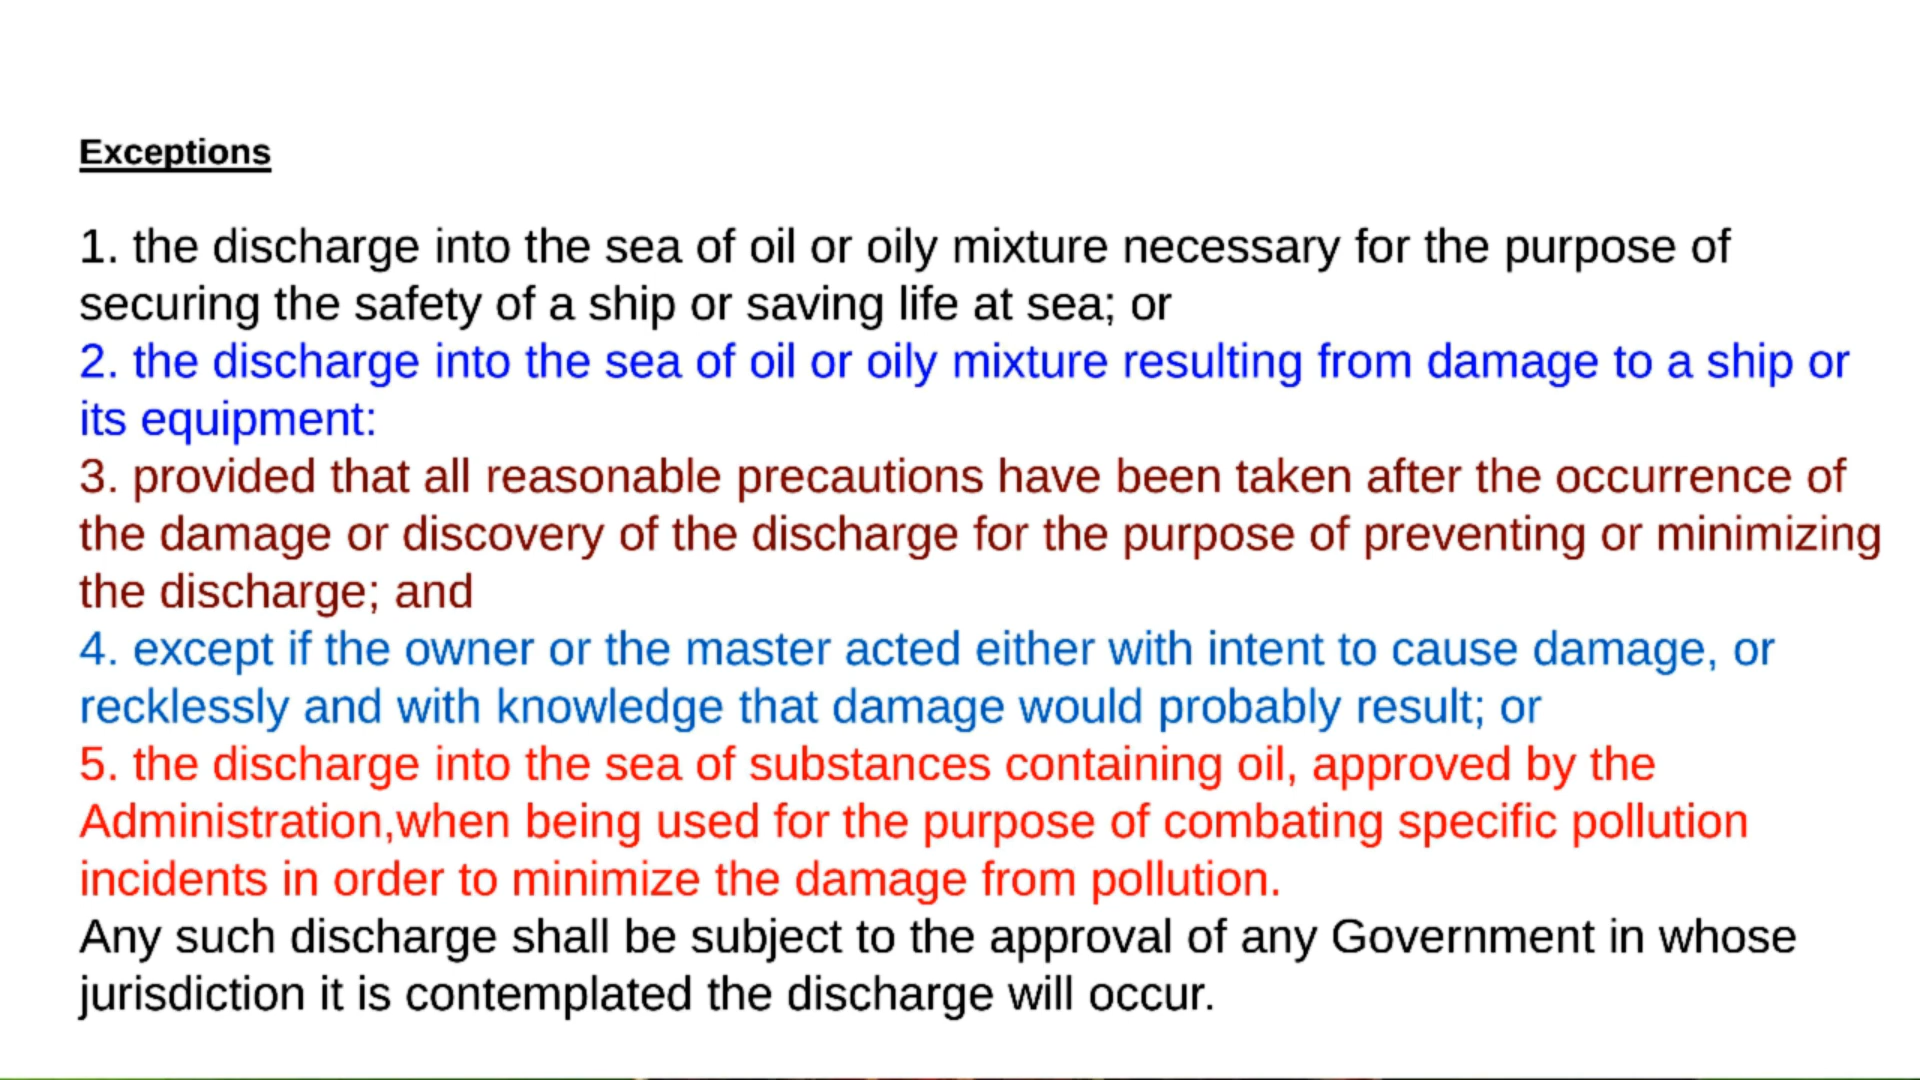 Exceptions
1. the discharge into the sea of oil or oily mixture necessary for the purpose of
securing the safety of a ship or saving life at sea; or
2. the discharge into the sea of oil or oily mixture resulting from damage to a ship or
its equipment:
3. provided that all reasonable precautions have been taken after the occurrence of
the damage or discovery of the discharge for the purpose of preventing or minimizing
the discharge; and
4. except if the owner or the master acted either with intent to cause damage, or
recklessly and with knowledge that damage would probably result; or
5. the discharge into the sea of substances containing oil, approved by the
Administration,when being used for the purpose of combating specific pollution
incidents in order to minimize the damage from pollution.
Any such discharge shall be subject to the approval of any Government in whose
jurisdiction it is contemplated the discharge will occur.